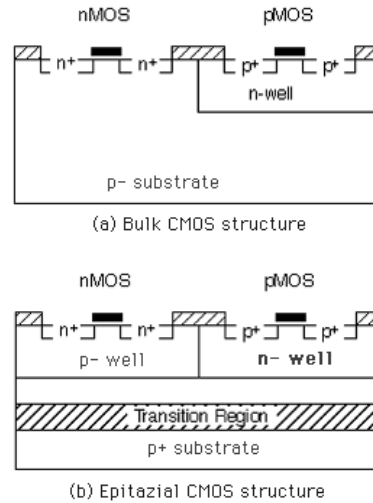 nMOS pMOS
n+ n+ p+ p+
n-well
p- substrate
(a) Bulk CMOS structure
nMOS pMOS
n+ n+ p+ p+
p- well n- well
Transition Region
p+ substrate
(b) Epitazial CMOS structure